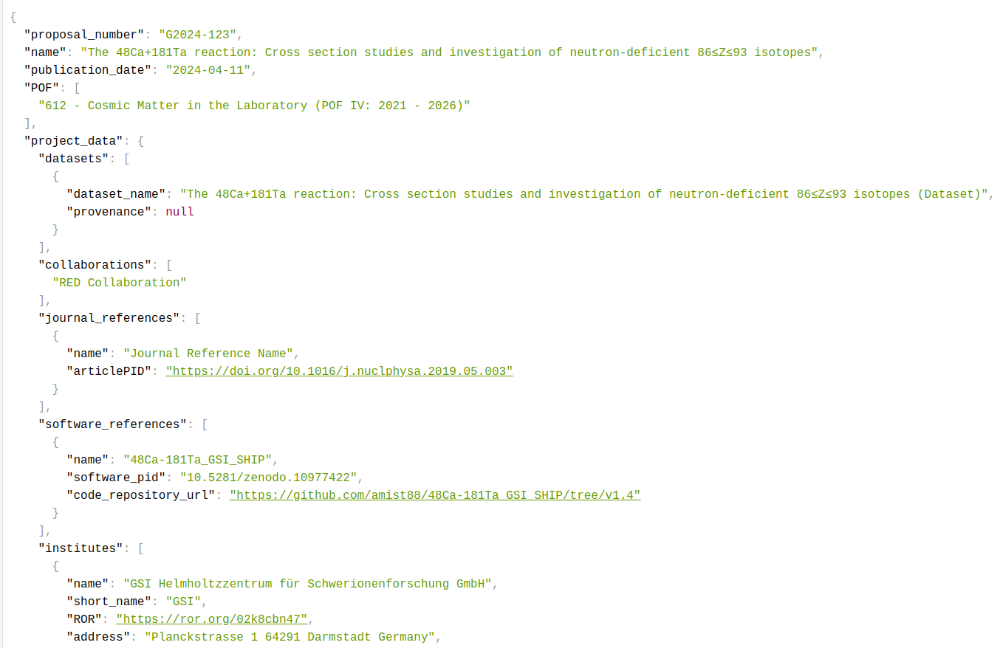 {
"proposal_number": "G2024-123",
"name": "The 48Ca+181Ta reaction: Cross section studies and investigation of neutron-deficient 86≤Z≤93 isotopes",
"publication_date": "2024-04-11",
"POF": [
"612 - Cosmic Matter in the Laboratory (POF IV: 2021 - 2026)"
],
"project_data": {
"datasets": [
{
"dataset_name": "The 48Ca+181Ta reaction: Cross section studies and investigation of neutron-deficient 86≤Z≤93 isotopes (Dataset)",
"provenance": null
}
],
"collaborations": [
"RED Collaboration"
],
"journal_references": [
{
"name": "Journal Reference Name",
"articlePID": "https://doi.org/10.1016/j.nuclphysa.2019.05.003"
}
],
"software_references": [
{
"name": "48Ca-181Ta_GSI_SHIP",
"software_pid": "10.5281/zenodo.10977422",
"code_repository_url": "https://github.com/amist88/48Ca-181Ta_GSI_SHIP/tree/v1.4"
}
],
"institutes": [
{
"name": "GSI Helmholtzzentrum für Schwerionenforschung GmbH",
"short_name": "GSI",
"ROR": "https://ror.org/02k8cbn47",
"address": "Planckstrasse 1 64291 Darmstadt Germany",